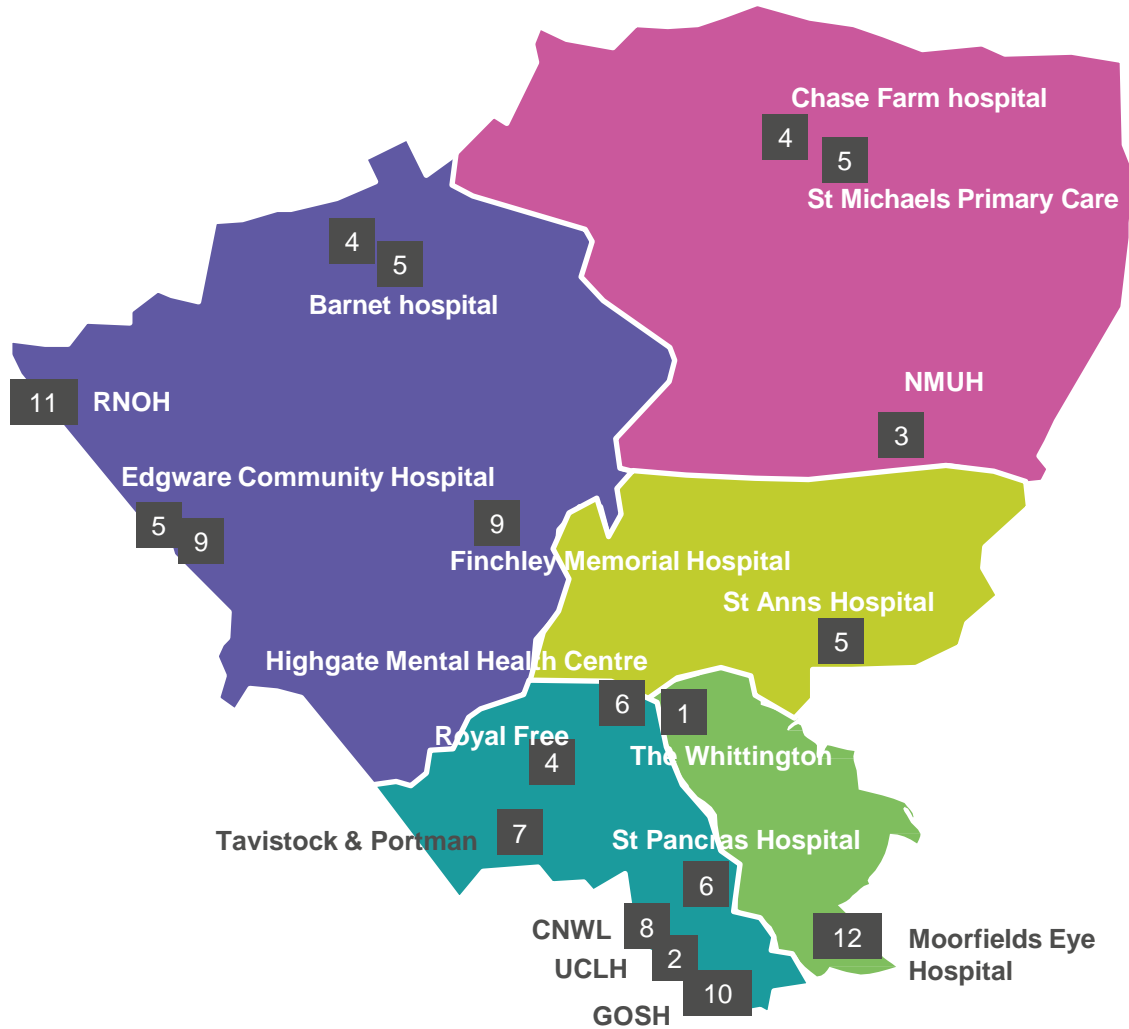 Chase Farm hospital
4
5
St Michaels Primary Care
4
5
Barnet hospital
NMUH
3
11
RNOH
Edgware Community Hospital
5
9
9
Finchley Memorial Hospital
St Anns Hospital
5
Highgate Mental Health Centre
6
1
Royal Free
4
The Whittington
7
Tavistock & Portman
St Pancras Hospital
6
CNWL
8
UCLH
2
GOSH
10
12
Moorfields Eye
Hospital